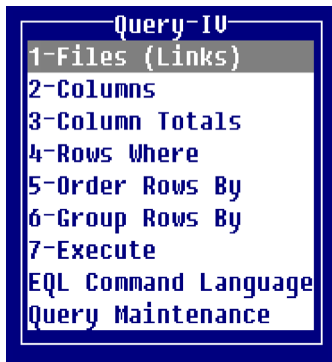 Query-IV
1-Files (Links)
2-Columns
3-Column Totals
4-Rows Where
5-Order Rows By
6-Group Rows By
7-Execute
EQL Command Language
Query Maintenance